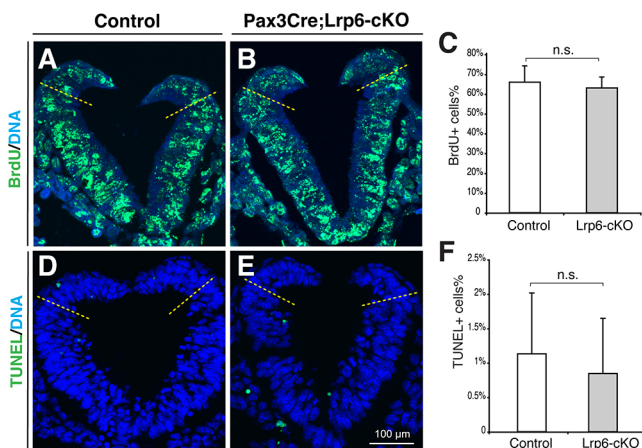 Control
Pax3Cre;Lrp6-cKO
A
B
BrdU/DNA
C
n.s.
80%
70%
60%
50%
40%
30%
20%
10%
0
BrdU+ cells%
Control
Lrp6-cKO
D
E
TUNEL/DNA
100 µm
F
n.s.
2.5%
2%
1.5%
1%
0.5%
0
TUNEL+ cells%
Control
Lrp6-cKO